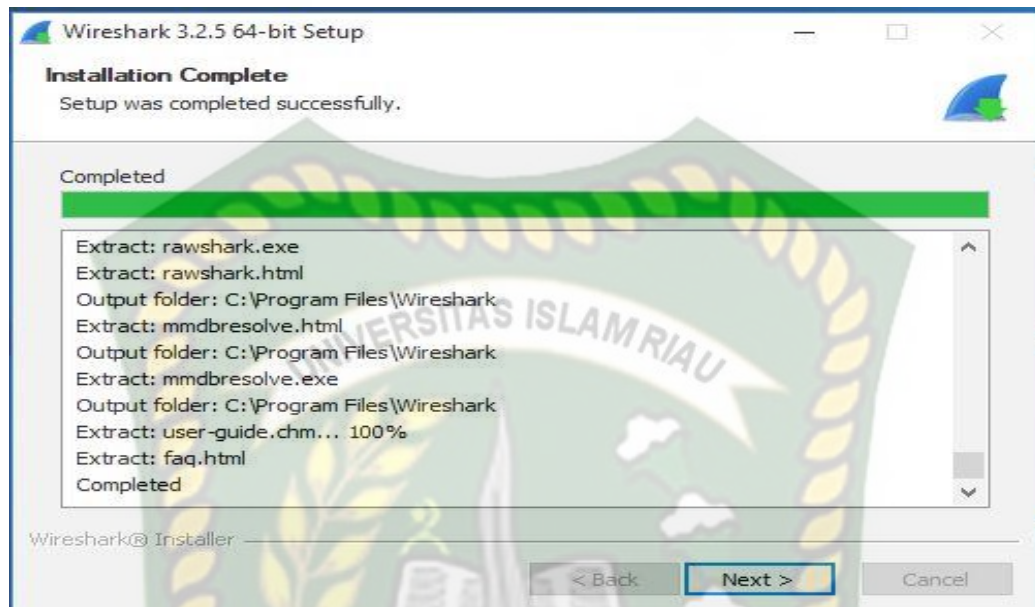 Wireshark 3.2.5 64-bit Setup
Installation Complete
Setup was completed successfully.
Completed
Extract: rawshark.exe
Extract: rawshark.html
Output folder: C:\Program Files\Wireshark
Extract: mmdbresolve.html
Output folder: C:\Program Files\Wireshark
Extract: mmdbresolve.exe
Output folder: C:\Program Files\Wireshark
Extract: user-guide.chm... 100%
Extract: faq.html
Completed
UNIVERSITAS ISLAM RIAU
Wireshark® Installer
< Back Next > Cancel